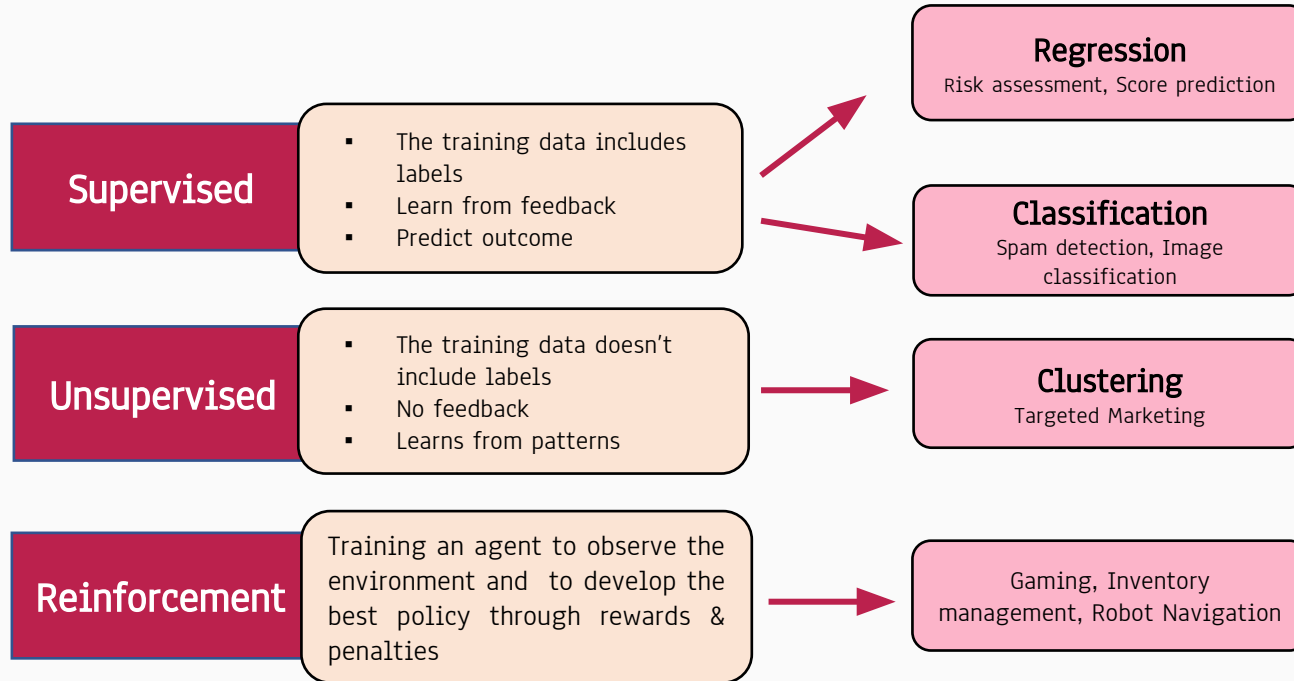 Regression
Risk assessment, Score prediction
Supervised
▪ The training data includes
labels
▪ Learn from feedback
▪ Predict outcome
Classification
Spam detection, Image
classification
Unsupervised
▪ The training data doesn't
include labels
▪ No feedback
▪ Learns from patterns
Clustering
Targeted Marketing
Reinforcement
Training an agent to observe the
environment and to develop the
best policy through rewards &
penalties
Gaming, Inventory
management, Robot Navigation